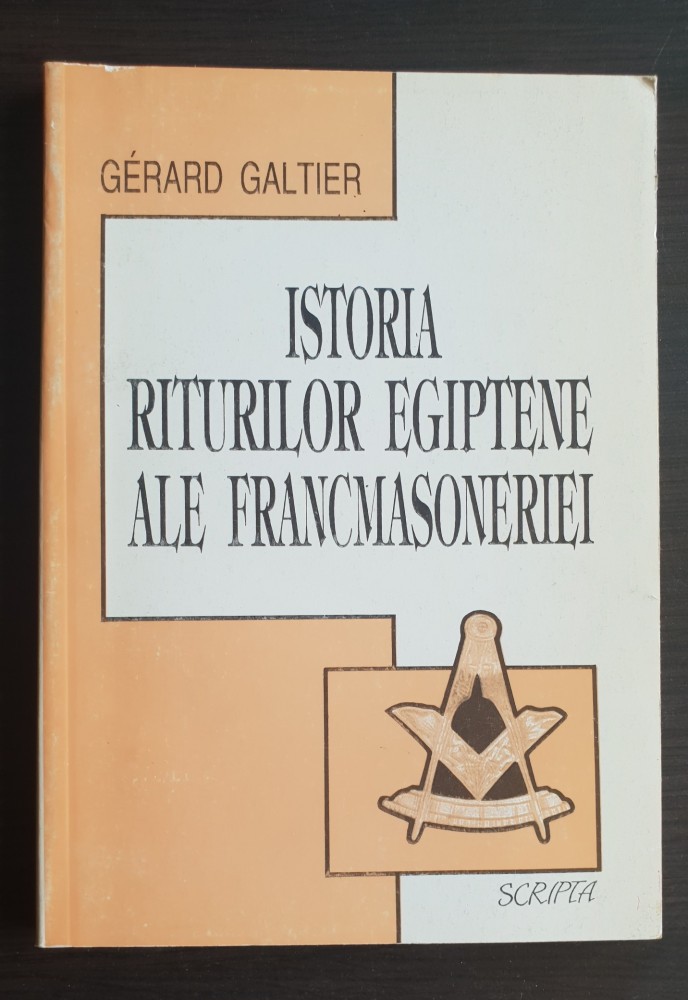 GÉRARD GALTIER
ISTORIA
RITURILOR EGIPTENE
ALE FRANCMASONERIEI
SCRIPTA